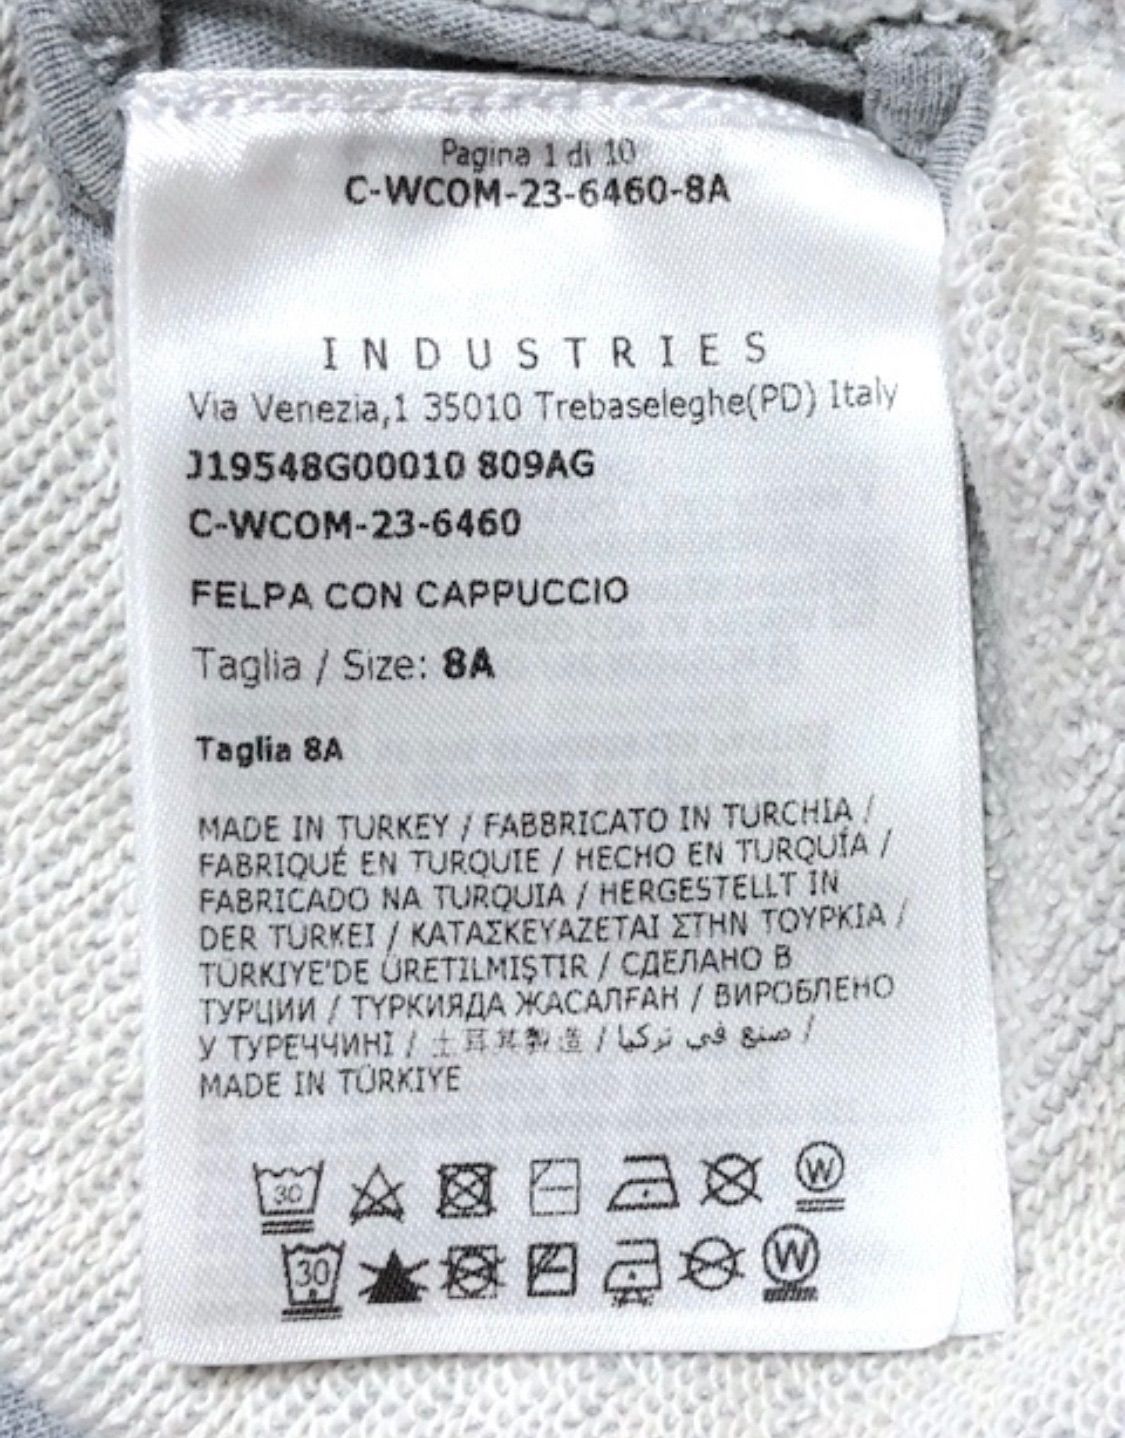 Pagina 1 di 10
C-WCOM-23-6460-8A
INDUSTRIES
Via Venezia,1 35010 Trebaseleghe(PD) Italy
J19548G00010 809AG
C-WCOM-23-6460
FELPA CON CAPPUCCIO
Taglia / Size: 8A
Taglia 8A
MADE IN TURKEY / FABBRICATO IN TURCHIA /
FABRIQUÉ EN TURQUIE / HECHO EN TURQUÍA /
FABRICADO NA TURQUIA / HERGESTELLT IN
DER TURKEI / ΚΑΤΑΣΚΕΥΑΖΕΤΑΙ ΣΤΗΝ ΤΟΥΡΚΙΑ /
TÜRKIYE'DE ÜRETILMIŞTIR / СДЕЛАНО В
ТУРЦИИ / ТҮРКИЯДА ЖАСАЛҒАН / ВИРОБЛЕНО
У ТУРЕЧЧИНІ / 土耳其製造 / صنع في تركيا /
MADE IN TÜRKIYE
30 W
30 W